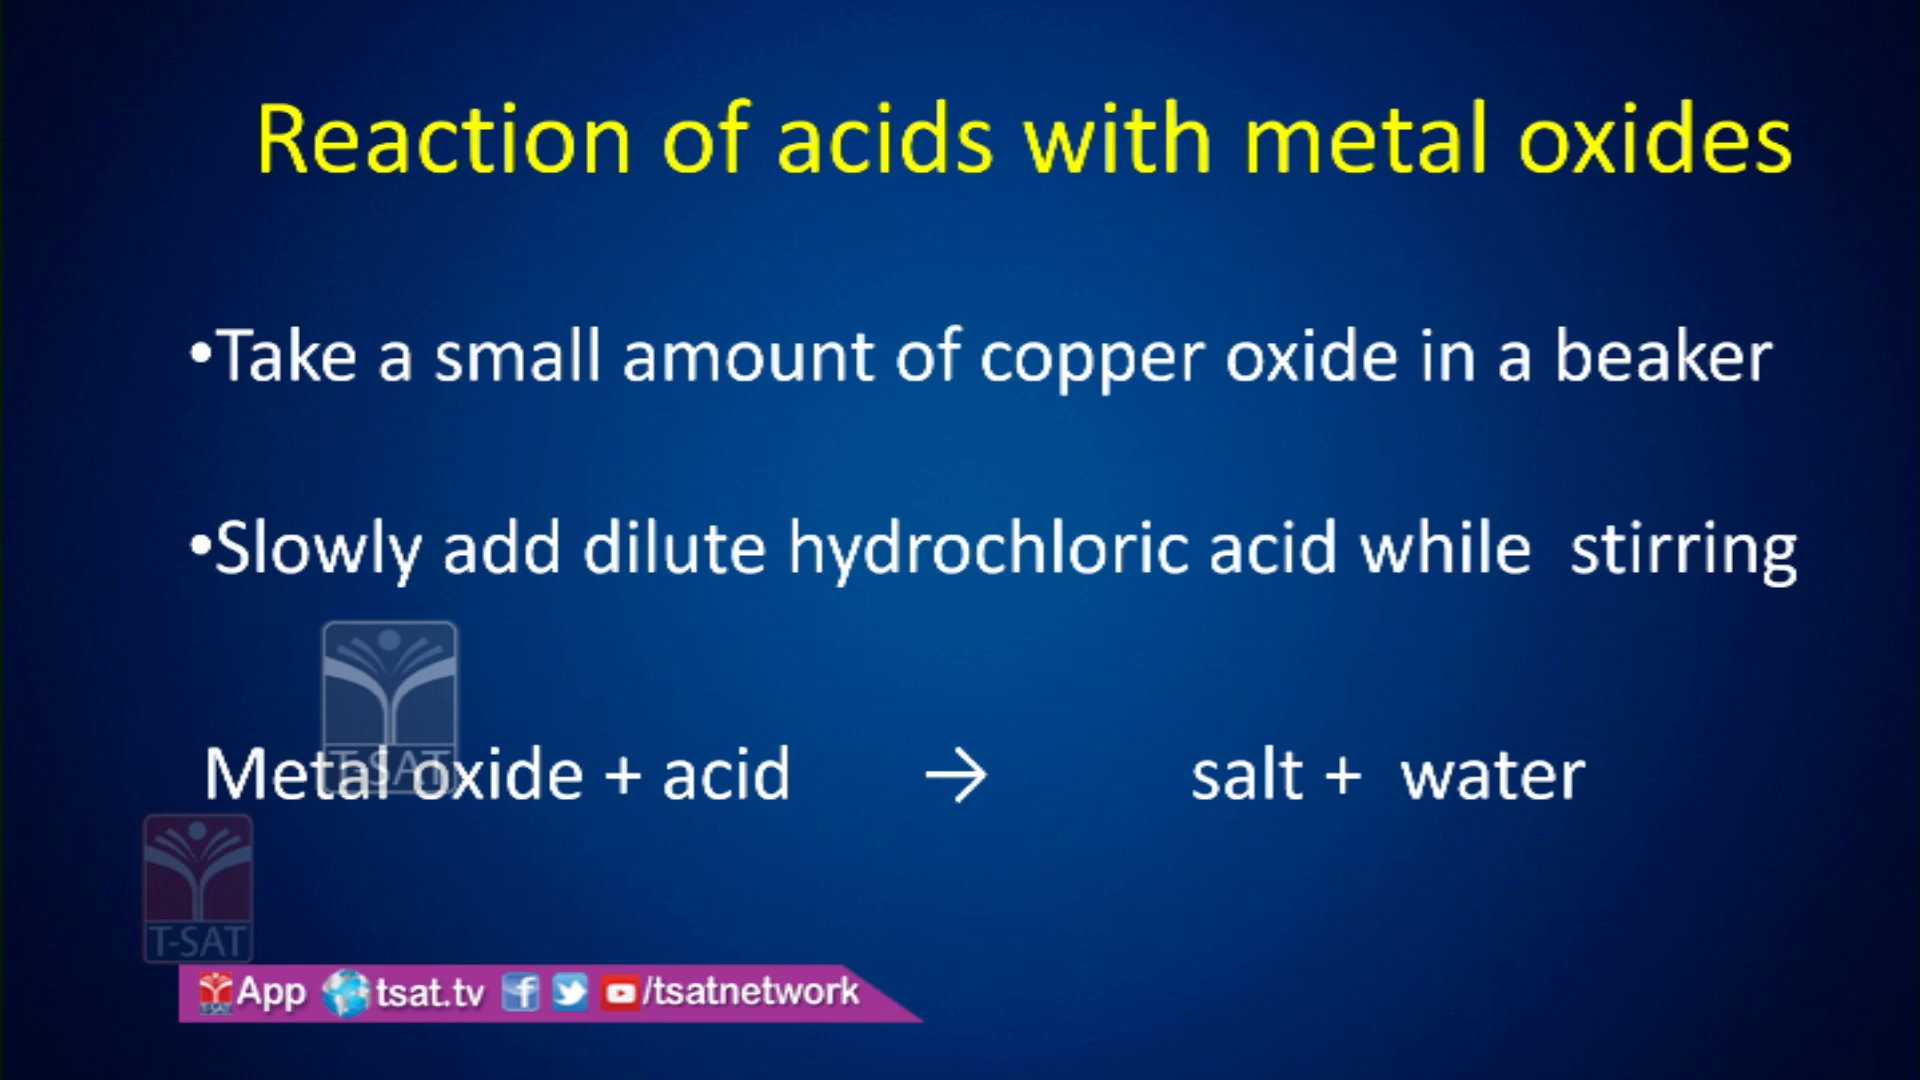 Reaction of acids with metal oxides
•Take a small amount of copper oxide in a beaker
•Slowly add dilute hydrochloric acid while stirring
T-SAT
Metal oxide + acid → salt + water
T-SAT
App tsat.tv /tsatnetwork